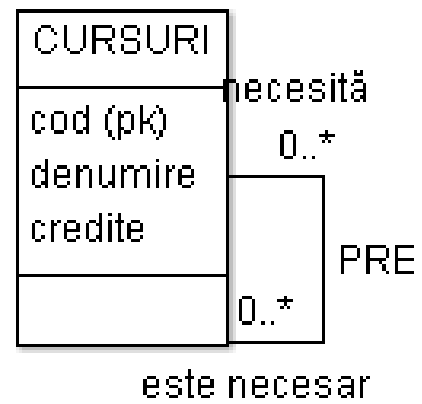 CURSURI
necesită
cod (pk)
0..*
denumire
credite
PRE
0..*
este necesar